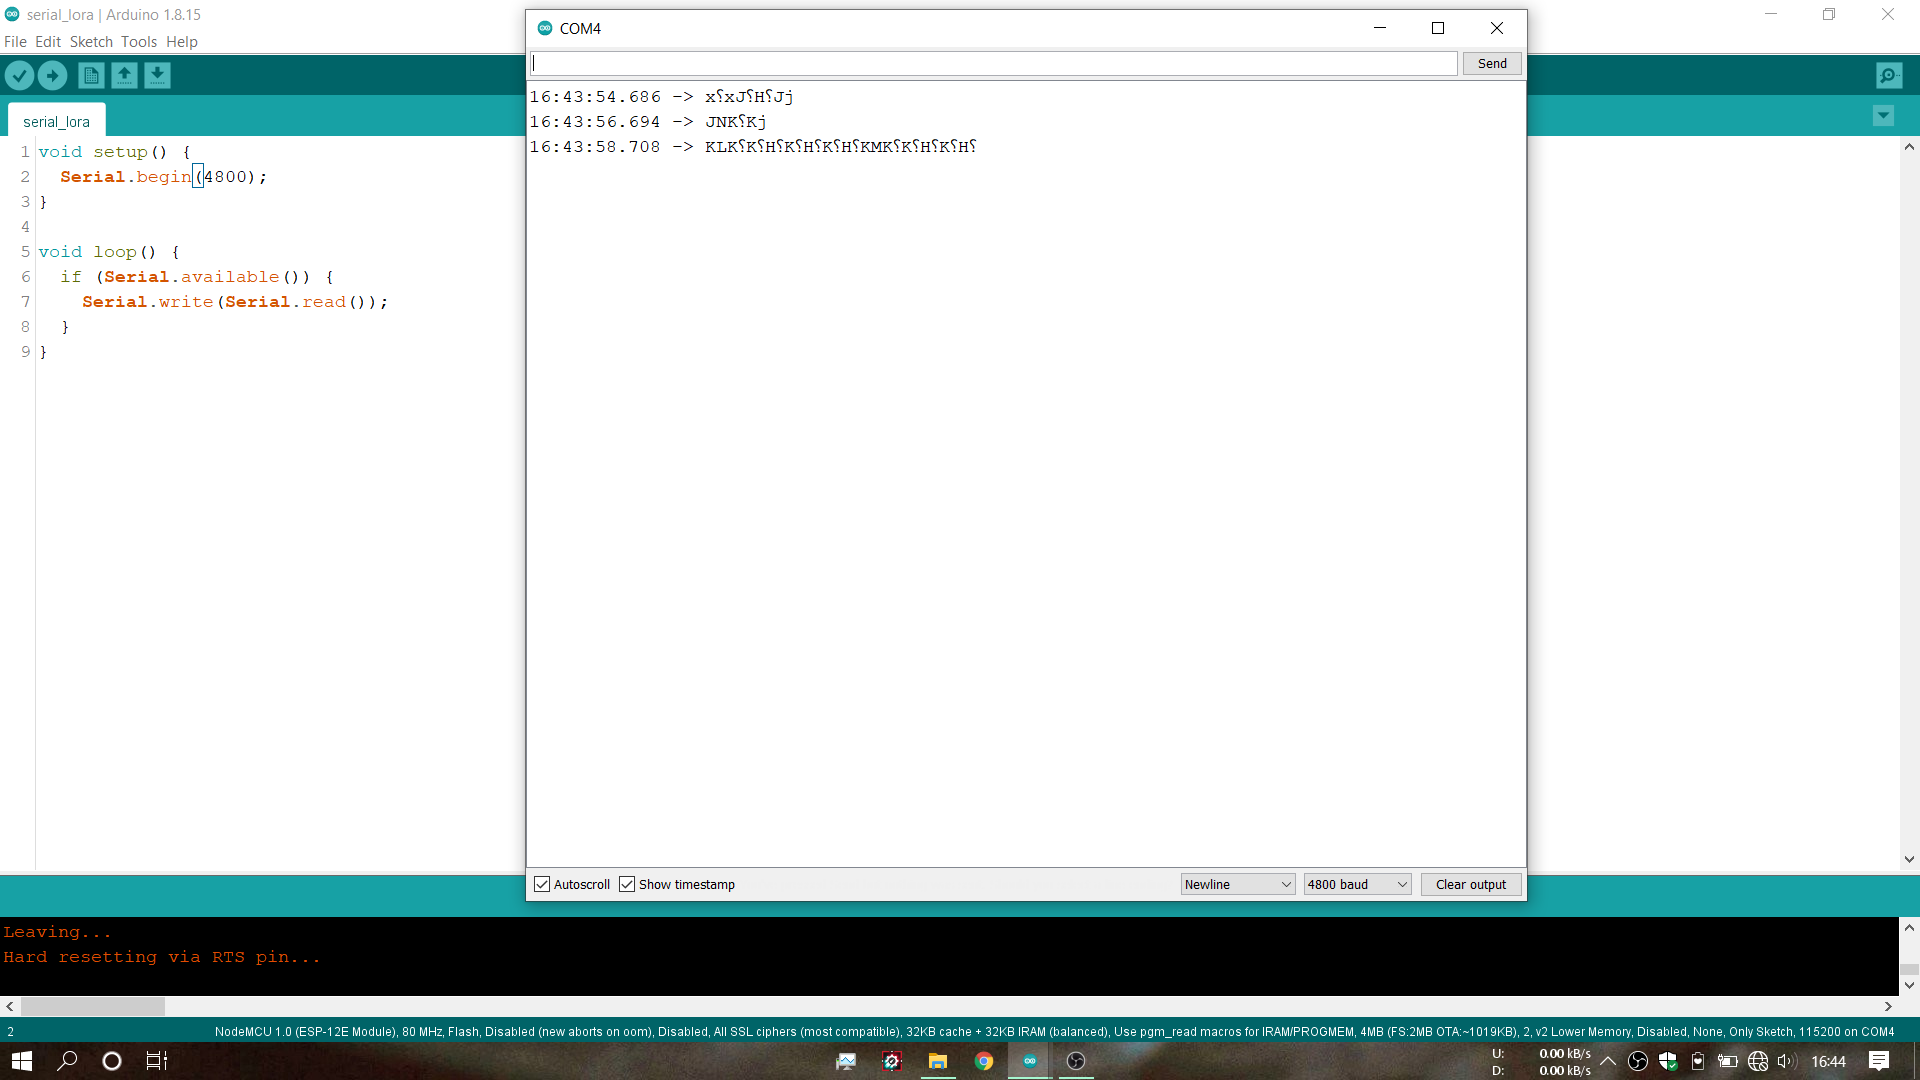 serial_lora | Arduino 1.8.15
File Edit Sketch Tools Help
serial_lora
1 void setup() {
2 Serial.begin(4800);
3 }
4
5 void loop() {
6 if (Serial.available()) {
7 Serial.write(Serial.read());
8 }
9 }
COM4
Send
16:43:54.686 -> x⸮xJ⸮H⸮Jj
16:43:56.694 -> JNK⸮Kj
16:43:58.708 -> KLK⸮K⸮H⸮K⸮H⸮K⸮H⸮KMK⸮K⸮H⸮K⸮H⸮
Autoscroll Show timestamp Newline 4800 baud Clear output
Leaving...
Hard resetting via RTS pin...
2 NodeMCU 1.0 (ESP-12E Module), 80 MHz, Flash, Disabled (new aborts on oom), Disabled, All SSL ciphers (most compatible), 32KB cache + 32KB IRAM (balanced), Use pgm_read macros for IRAM/PROGMEM, 4MB (FS:2MB OTA:~1019KB), 2, v2 Lower Memory, Disabled, None, Only Sketch, 115200 on COM4
U: 0.00 kB/s
D: 0.00 kB/s
16:44